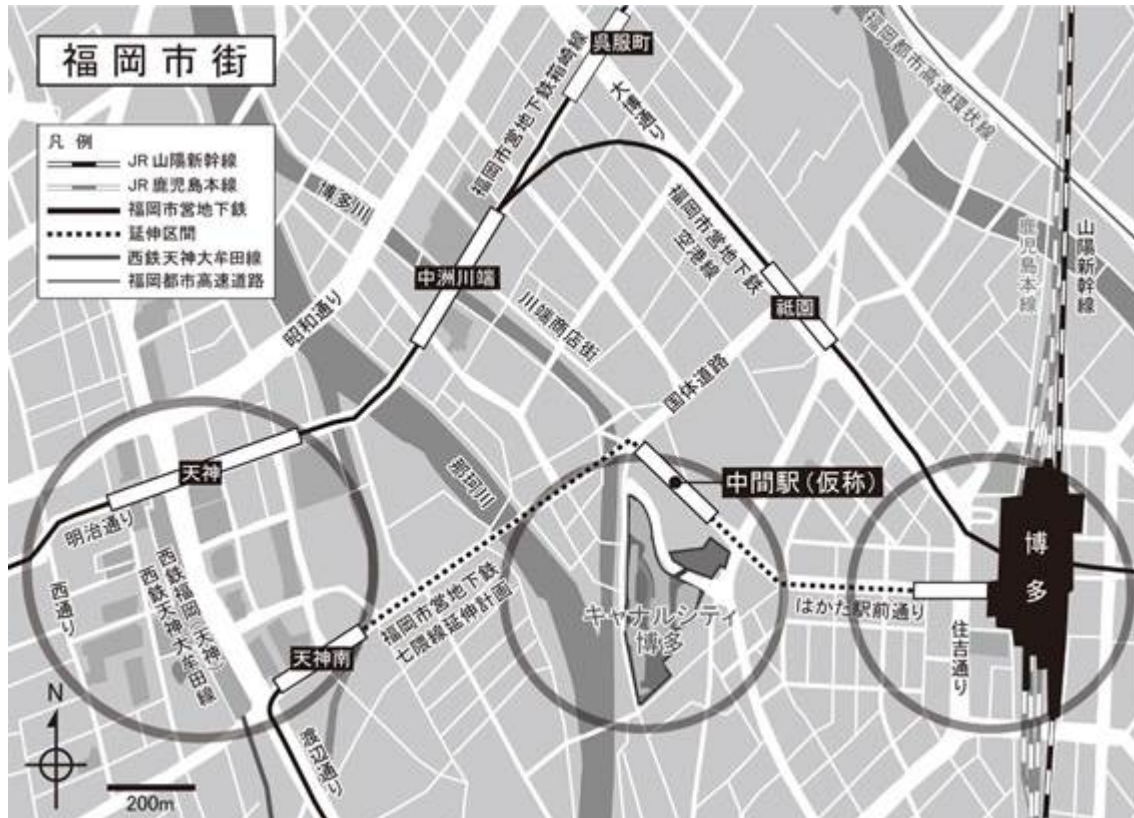 福岡市街
凡例
JR山陽新幹線
JR鹿児島本線
福岡市営地下鉄
延伸区間
西鉄天神大牟田線
福岡都市高速道路
呉服町
福岡市営地下鉄箱崎線
大博通り
福岡都市高速環状線
博多川
福岡市営地下鉄
空港線
鹿児島本線
山陽新幹線
中洲川端
祇園
昭和通り
川端商店街
国体道路
天神
那珂川
中間駅(仮称)
明治通り
博多
西通り
西鉄福岡(天神)
西鉄天神大牟田線
福岡市営地下鉄
七隈線延伸計画
キャナルシティ
博多
はかた駅前通り
住吉通り
天神南
渡辺通り
N
200m